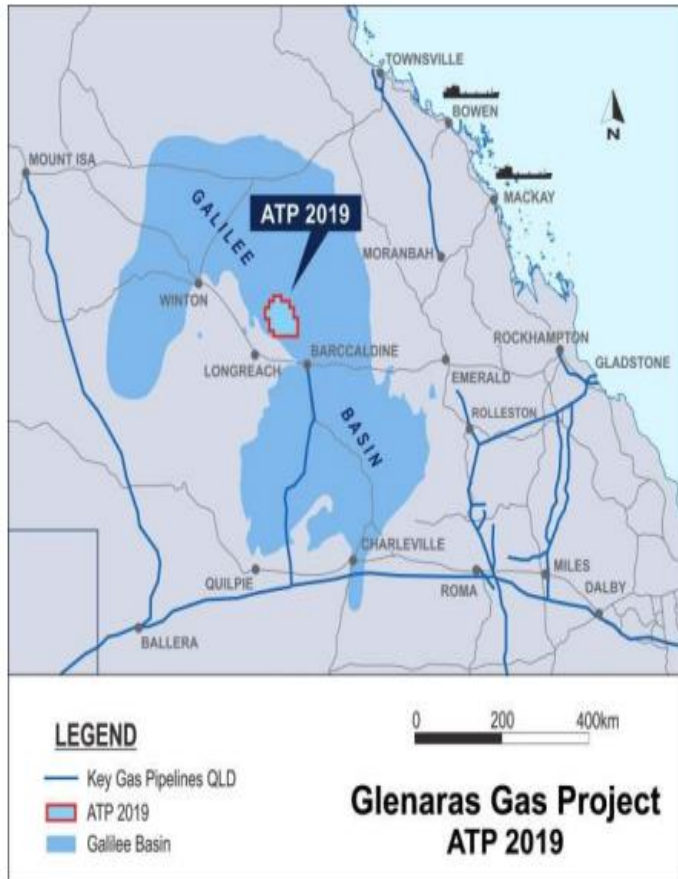 TOWNSVILLE
BOWEN
N
MOUNT ISA
MACKAY
GALILEE
ATP 2019
MORANBAH
WINTON
ROCKHAMPTON
BARCCALDINE
GLADSTONE
LONGREACH
EMERALD
ROLLESTON
BASIN
CHARLEVILLE
QUILPIE
ROMA
MILES
DALBY
BALLERA
0 200 400km
LEGEND
Key Gas Pipelines QLD
ATP 2019
Galilee Basin
Glenaras Gas Project
ATP 2019